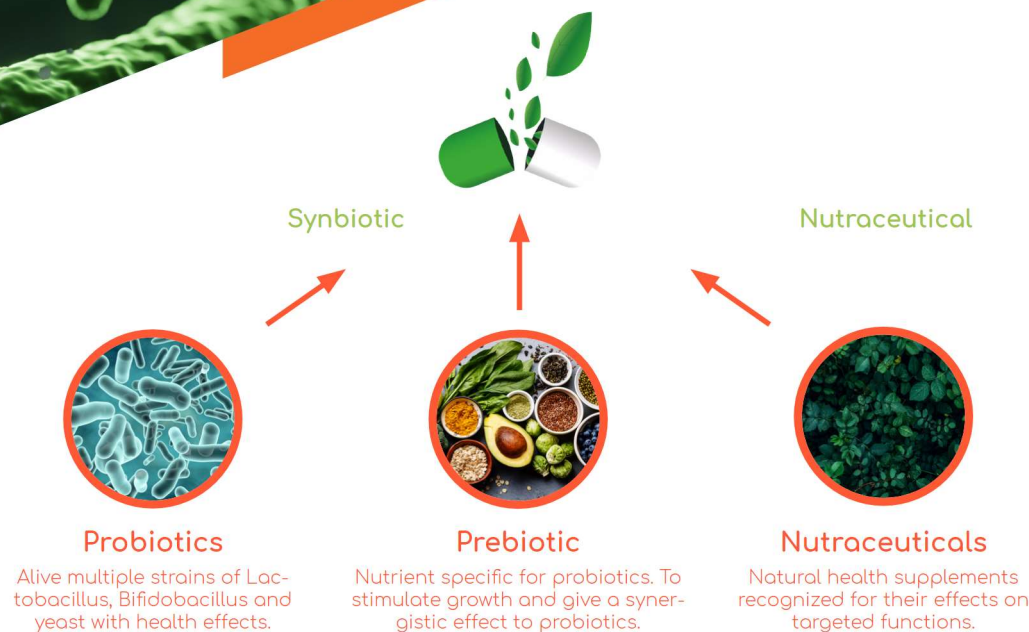 Synbiotic
Nutraceutical
Probiotics
Alive multiple strains of Lac-
tobacillus, Bifidobacillus and
yeast with health effects.
Prebiotic
Nutrient specific for probiotics. To
stimulate growth and give a syner-
gistic effect to probiotics.
Nutraceuticals
Natural health supplements
recognized for their effects on
targeted functions.